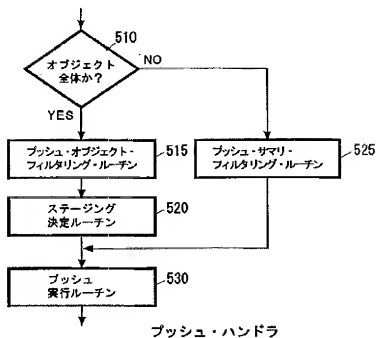 510
オブジェクト
全体か？
NO
YES
プッシュ・オブジェクト・
フィルタリング・ルーチン
515
プッシュ・サマリ・
フィルタリング・ルーチン
525
ステージング
決定ルーチン
520
プッシュ
実行ルーチン
530
プッシュ・ハンドラ